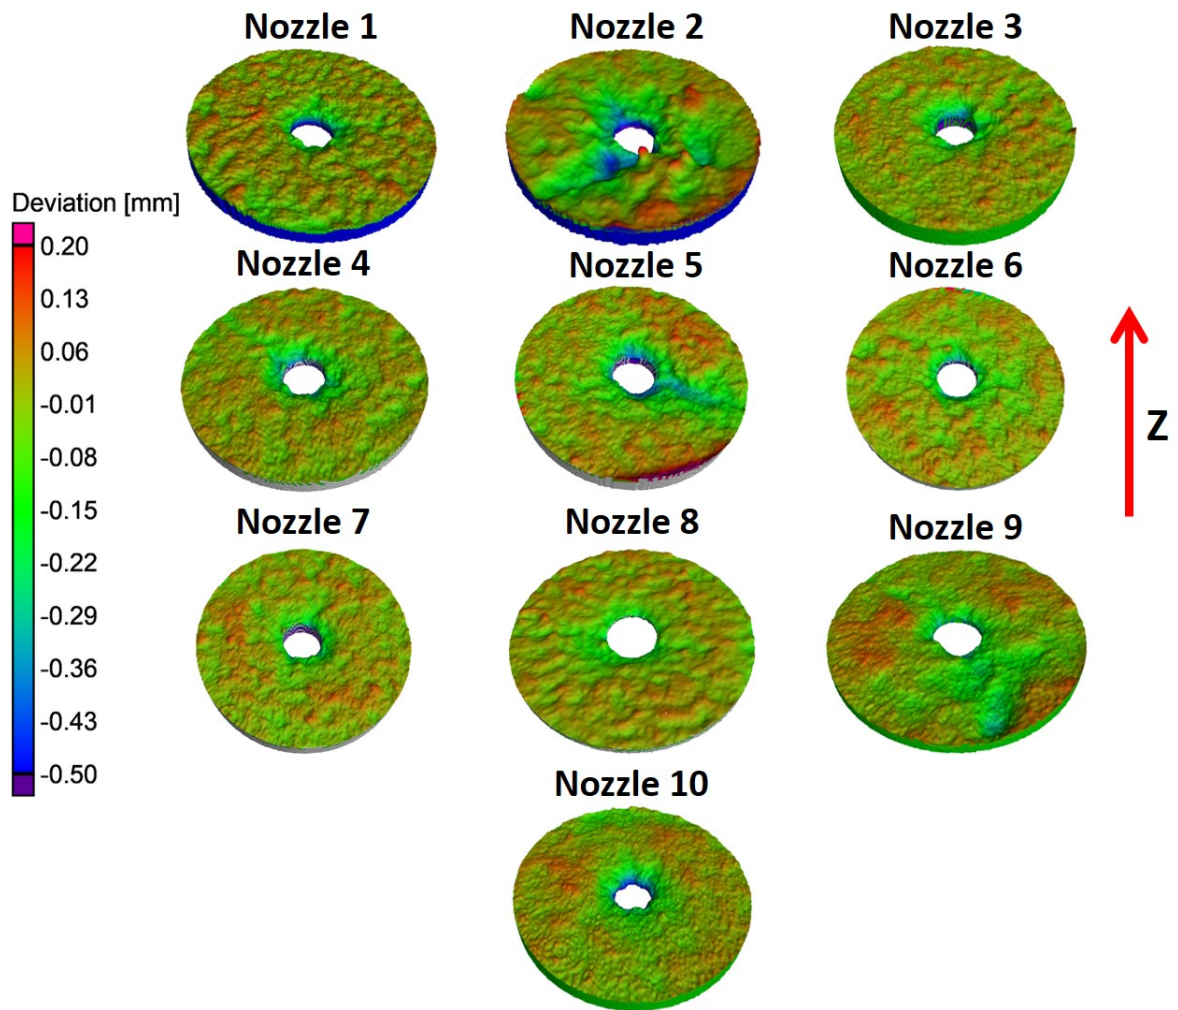 Nozzle 1
Nozzle 2
Nozzle 3
Deviation [mm]
0.20
0.13
0.06
-0.01
-0.08
-0.15
-0.22
-0.29
-0.36
-0.43
-0.50
Nozzle 4
Nozzle 5
Nozzle 6
Z
Nozzle 7
Nozzle 8
Nozzle 9
Nozzle 10